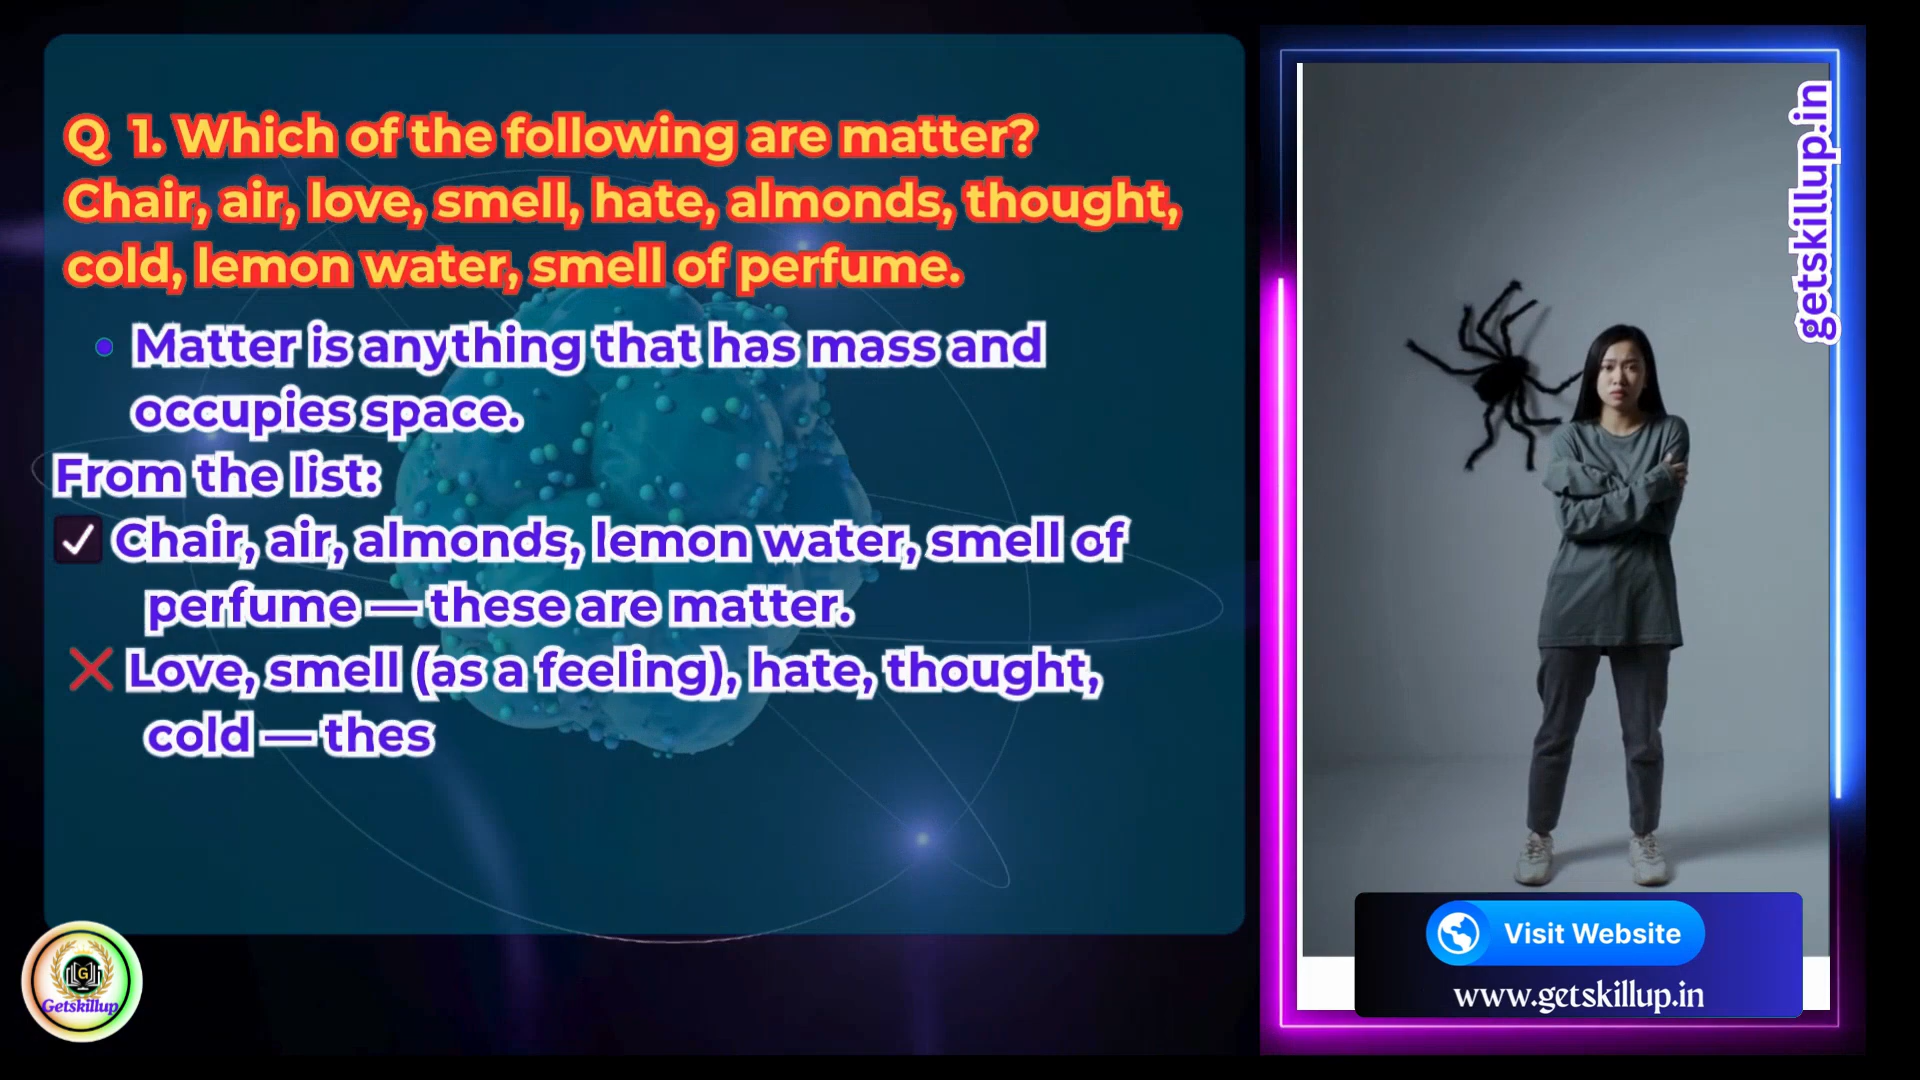 Q 1. Which of the following are matter?
Chair, air, love, smell, hate, almonds, thought,
cold, lemon water, smell of perfume.
• Matter is anything that has mass and
occupies space.
From the list:
✓ Chair, air, almonds, lemon water, smell of
perfume — these are matter.
❌ Love, smell (as a feeling), hate, thought,
cold — thes
getskillup.in
Visit Website
www.getskillup.in
G
Getskillup